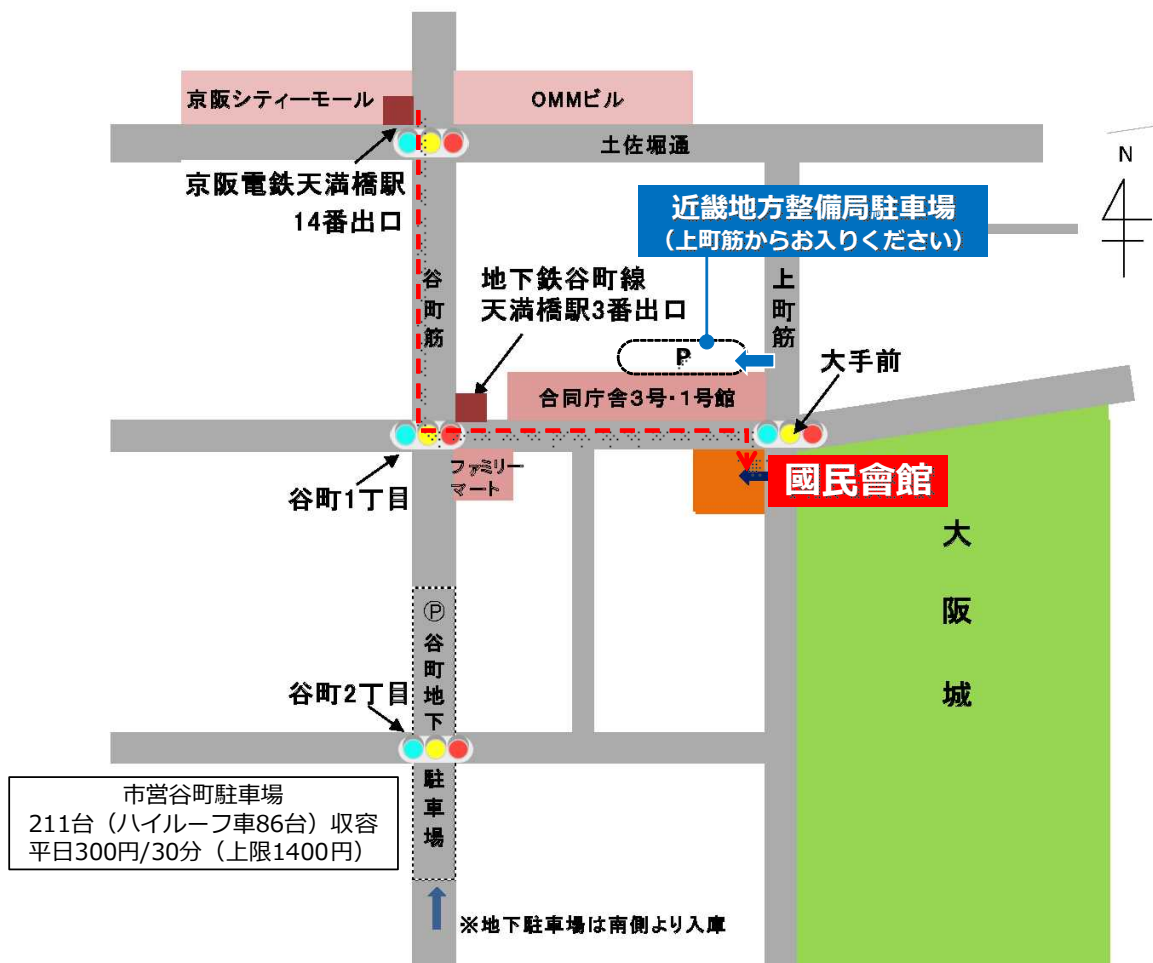 京阪シティーモール
OMMビル
土佐堀通
N
京阪電鉄天満橋駅
14番出口
近畿地方整備局駐車場
（上町筋からお入りください）
谷町筋
地下鉄谷町線
天満橋駅3番出口
上町筋
P
大手前
合同庁舎3号・1号館
ファミリー
マート
國民會館
谷町1丁目
大阪城
Ⓟ谷町地下駐車場
谷町2丁目
市営谷町駐車場
211台（ハイルーフ車86台）収容
平日300円/30分（上限1400円）
※地下駐車場は南側より入庫